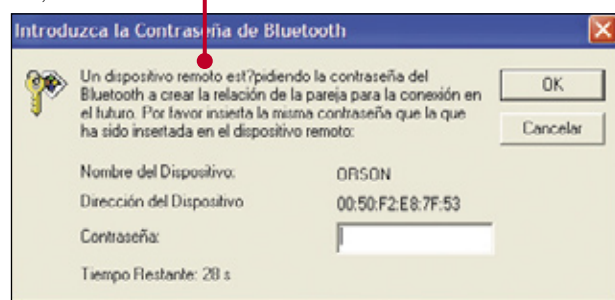 Introduzca la Contraseña de Bluetooth
Un dispositivo remoto est?pidiendo la contraseña del
Bluetooth a crear la relación de la pareja para la conexión en
el futuro. Por favor inserta la misma contraseña que la que
ha sido insertada en el dispositivo remoto:
OK
Cancelar
Nombre del Dispositivo: ORSON
Dirección del Dispositivo 00:50:F2:E8:7F:53
Contraseña:
Tiempo Restante: 28 s